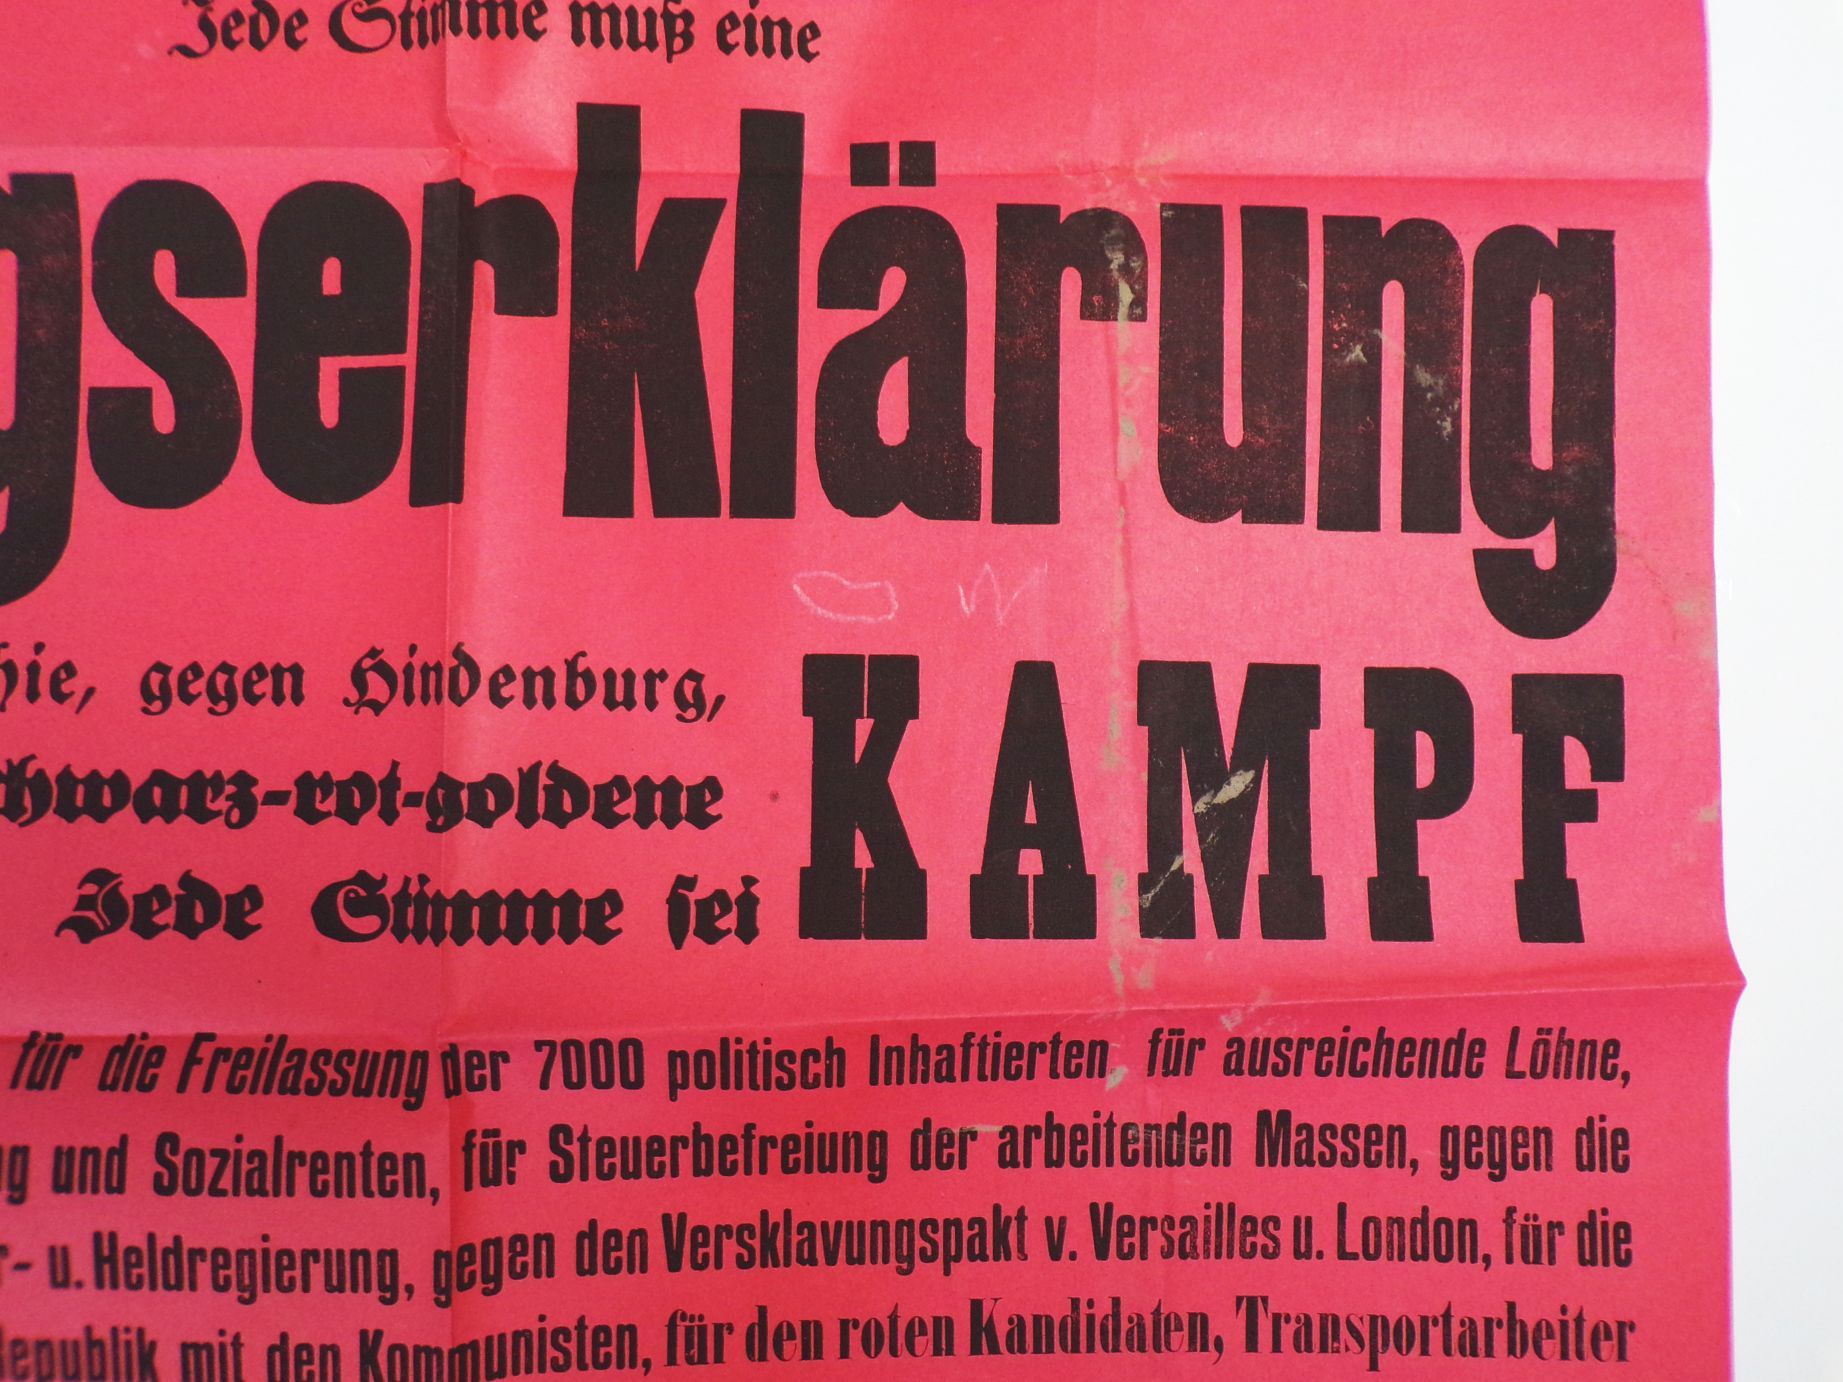 Jede Stimme muß eine
gserklärung
hie, gegen Hindenburg,
chwarz-rot-goldene
Jede Stimme sei KAMPF
für die Freilassung der 7000 politisch Inhaftierten, für ausreichende Löhne,
ng und Sozialrenten, für Steuerbefreiung der arbeitenden Massen, gegen die
r- u. Heldregierung, gegen den Versklavungspakt v. Versailles u. London, für die
Republik mit den Kommunisten, für den roten Kandidaten, Transportarbeiter